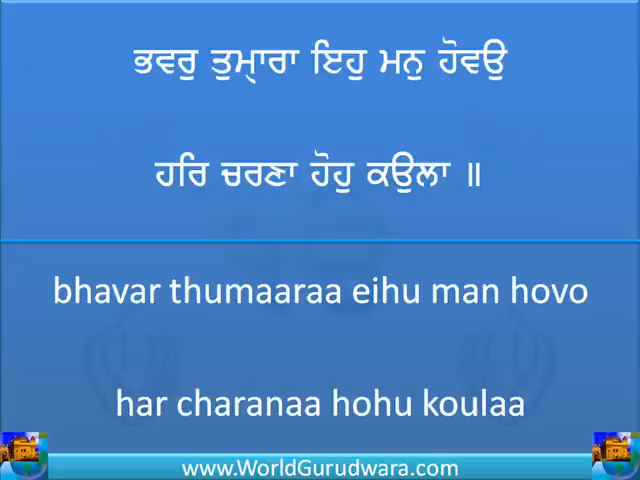 ਭਵਰੁ ਤੁਮ੍ਹਾਰਾ ਇਹੁ ਮਨੁ ਹੋਵਉ
ਹਰਿ ਚਰਣਾ ਹੋਹੁ ਕਉਲਾ ॥
bhavar thumaaraa eihu man hovo
har charanaa hohu koulaa
www.WorldGurudwara.com